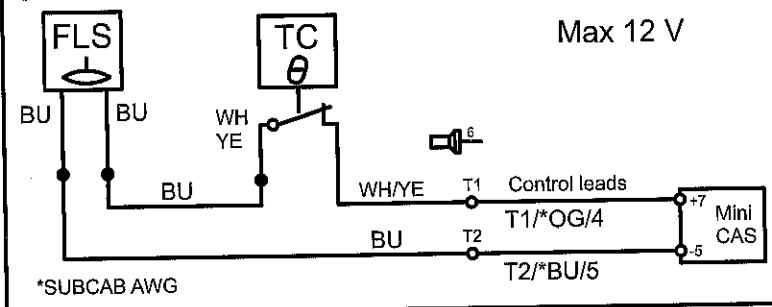 FLS
TC
θ
Max 12 V
BU
BU
WH
YE
6
BU
WH/YE
T1
Control leads
T1/*OG/4
+7
Mini
CAS
BU
T2
T2/*BU/5
-5
*SUBCAB AWG